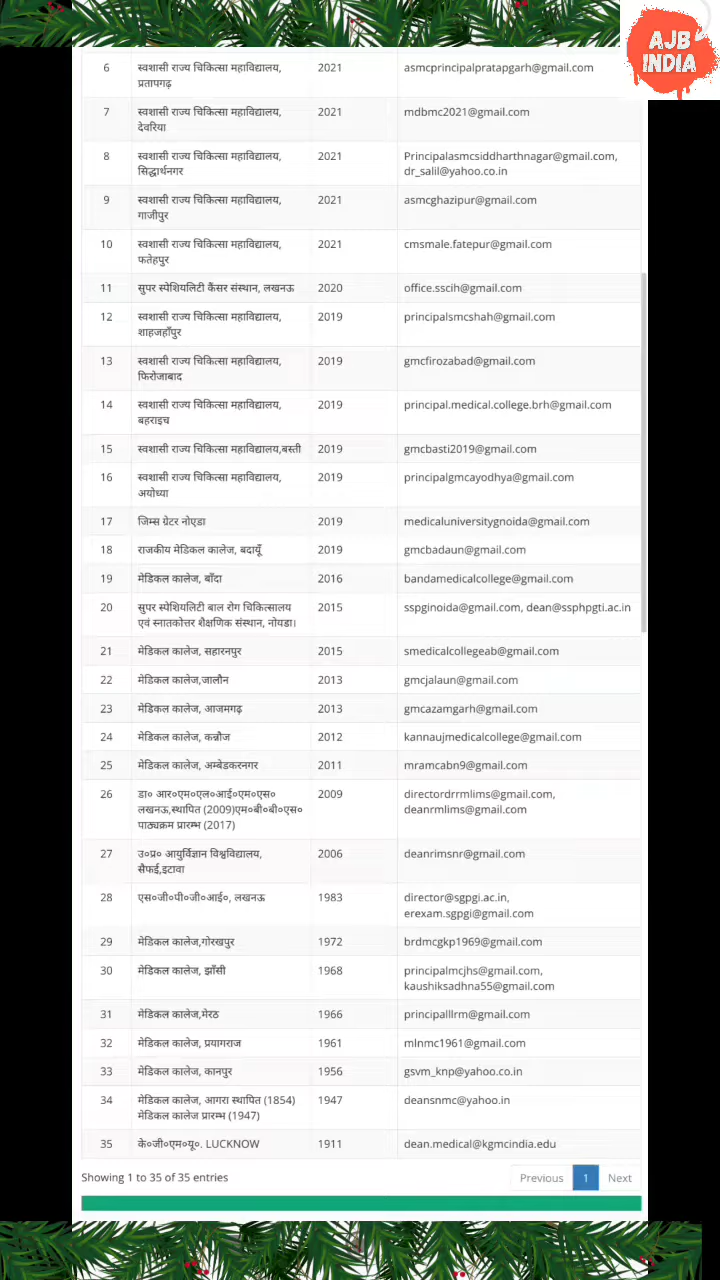 AJB
INDIA
6 स्वशासी राज्य चिकित्सा महाविद्यालय, 2021 asmcprincipalpratapgarh@gmail.com
प्रतापगढ़
7 स्वशासी राज्य चिकित्सा महाविद्यालय, 2021 mdbmc2021@gmail.com
देवरिया
8 स्वशासी राज्य चिकित्सा महाविद्यालय, 2021 Principalasmcsiddharthnagar@gmail.com,
सिद्धार्थनगर dr_salil@yahoo.co.in
9 स्वशासी राज्य चिकित्सा महाविद्यालय, 2021 asmcghazipur@gmail.com
गाजीपुर
10 स्वशासी राज्य चिकित्सा महाविद्यालय, 2021 cmsmale.fatepur@gmail.com
फतेहपुर
11 सुपर स्पेशियलिटी कैंसर संस्थान, लखनऊ 2020 office.sscih@gmail.com
12 स्वशासी राज्य चिकित्सा महाविद्यालय, 2019 principalsmcshah@gmail.com
शाहजहाँपुर
13 स्वशासी राज्य चिकित्सा महाविद्यालय, 2019 gmcfirozabad@gmail.com
फिरोजाबाद
14 स्वशासी राज्य चिकित्सा महाविद्यालय, 2019 principal.medical.college.brh@gmail.com
बहराइच
15 स्वशासी राज्य चिकित्सा महाविद्यालय,बस्ती 2019 gmcbasti2019@gmail.com
16 स्वशासी राज्य चिकित्सा महाविद्यालय, 2019 principalgmcayodhya@gmail.com
अयोध्या
17 जिम्स ग्रेटर नोएडा 2019 medicaluniversitygnoida@gmail.com
18 राजकीय मेडिकल कालेज, बदायूँ 2019 gmcbadaun@gmail.com
19 मेडिकल कालेज, बाँदा 2016 bandamedicalcollege@gmail.com
20 सुपर स्पेशियलिटी बाल रोग चिकित्सालय 2015 sspginoida@gmail.com, dean@ssphpgti.ac.in
एवं स्नातकोत्तर शैक्षणिक संस्थान, नोयडा।
21 मेडिकल कालेज, सहारनपुर 2015 smedicalcollegeab@gmail.com
22 मेडिकल कालेज,जालौन 2013 gmcjalaun@gmail.com
23 मेडिकल कालेज, आजमगढ़ 2013 gmcazamgarh@gmail.com
24 मेडिकल कालेज, कन्नौज 2012 kannaujmedicalcollege@gmail.com
25 मेडिकल कालेज, अम्बेडकरनगर 2011 mramcabn9@gmail.com
26 डा० आर०एम०एल०आई०एम०एस० 2009 directordrrmlims@gmail.com,
लखनऊ,स्थापित (2009)एम०बी०बी०एस० deanrmlims@gmail.com
पाठ्यक्रम प्रारम्भ (2017)
27 उ०प्र० आयुर्विज्ञान विश्वविद्यालय, 2006 deanrimsnr@gmail.com
सैफई,इटावा
28 एस०जी०पी०जी०आई०, लखनऊ 1983 director@sgpgi.ac.in,
erexam.sgpgi@gmail.com
29 मेडिकल कालेज,गोरखपुर 1972 brdmcgkp1969@gmail.com
30 मेडिकल कालेज, झाँसी 1968 principalmcjhs@gmail.com,
kaushiksadhna55@gmail.com
31 मेडिकल कालेज,मेरठ 1966 principalllrm@gmail.com
32 मेडिकल कालेज, प्रयागराज 1961 mlnmc1961@gmail.com
33 मेडिकल कालेज, कानपुर 1956 gsvm_knp@yahoo.co.in
34 मेडिकल कालेज, आगरा स्थापित (1854) 1947 deansnmc@yahoo.in
मेडिकल कालेज प्रारम्भ (1947)
35 के०जी०एम०यू०. LUCKNOW 1911 dean.medical@kgmcindia.edu
Showing 1 to 35 of 35 entries Previous 1 Next